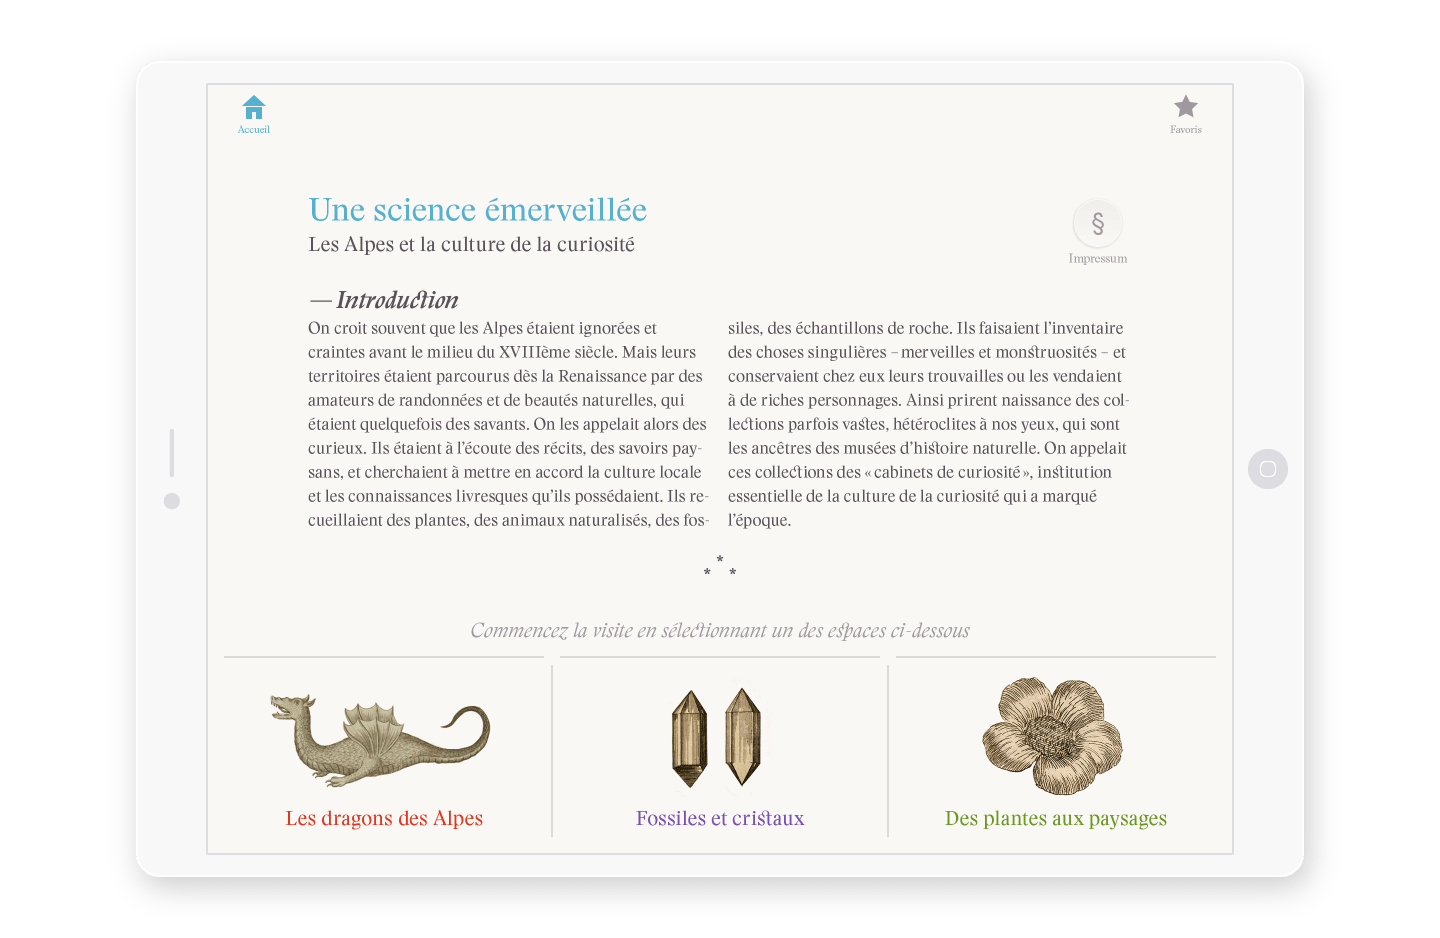 Accueil
Favoris
Une science émerveillée
Les Alpes et la culture de la curiosité
§
Impressum
— Introduction
On croit souvent que les Alpes étaient ignorées et
craintes avant le milieu du XVIIIème siècle. Mais leurs
territoires étaient parcourus dès la Renaissance par des
amateurs de randonnées et de beautés naturelles, qui
étaient quelquefois des savants. On les appelait alors des
curieux. Ils étaient à l’écoute des récits, des savoirs pay-
sans, et cherchaient à mettre en accord la culture locale
et les connaissances livresques qu’ils possédaient. Ils re-
cueillaient des plantes, des animaux naturalisés, des fos-
siles, des échantillons de roche. Ils faisaient l’inventaire
des choses singulières – merveilles et monstruosités – et
conservaient chez eux leurs trouvailles ou les vendaient
à de riches personnages. Ainsi prirent naissance des col-
lections parfois vastes, hétéroclites à nos yeux, qui sont
les ancêtres des musées d’histoire naturelle. On appelait
ces collections des « cabinets de curiosité », institution
essentielle de la culture de la curiosité qui a marqué
l’époque.
*
* *
Commencez la visite en sélectionnant un des espaces ci-dessous
Les dragons des Alpes
Fossiles et cristaux
Des plantes aux paysages